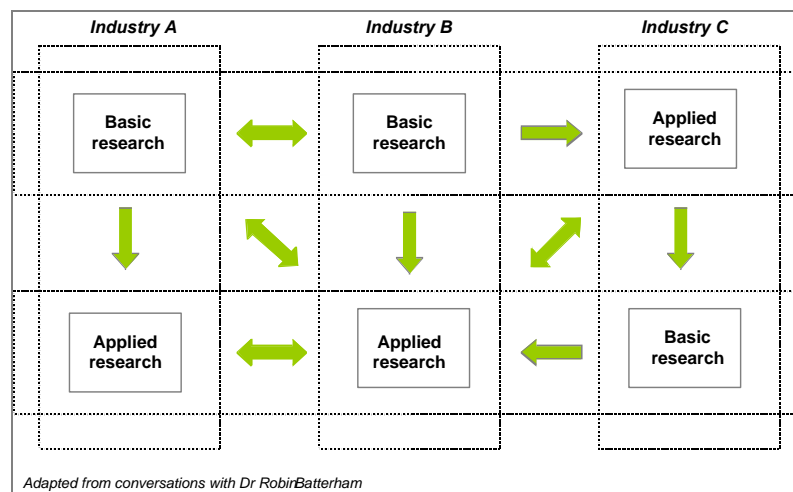 Industry A
Industry B
Industry C
Basic
research
Basic
research
Applied
research
Applied
research
Applied
research
Basic
research
Adapted from conversations with Dr RobinBatterham